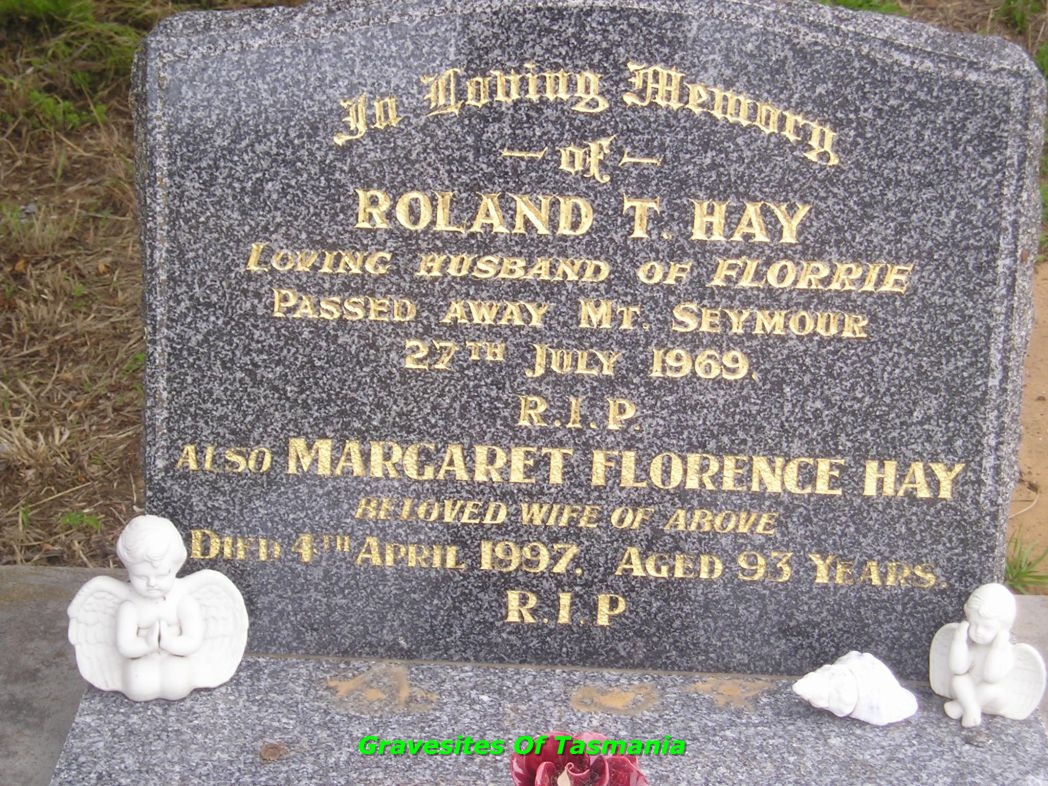 In Loving Memory
— of —
ROLAND T. HAY
LOVING HUSBAND OF FLORRIE
PASSED AWAY MT. SEYMOUR
27TH JULY 1969.
R.I.P.
ALSO MARGARET FLORENCE HAY
BELOVED WIFE OF ABOVE
DIED 4TH APRIL 1997. AGED 93 YEARS.
R.I.P
Gravesites Of Tasmania